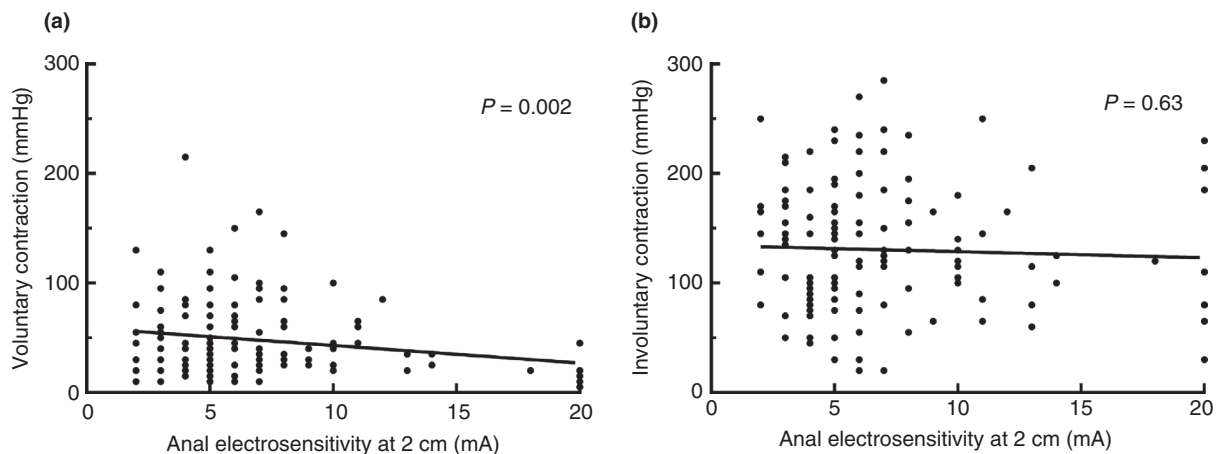 (a)
300
200
100
0
Voluntary contraction (mmHg)
P = 0.002
0 5 10 15 20
Anal electrosensitivity at 2 cm (mA)
(b)
300
200
100
0
Involuntary contraction (mmHg)
P = 0.63
0 5 10 15 20
Anal electrosensitivity at 2 cm (mA)